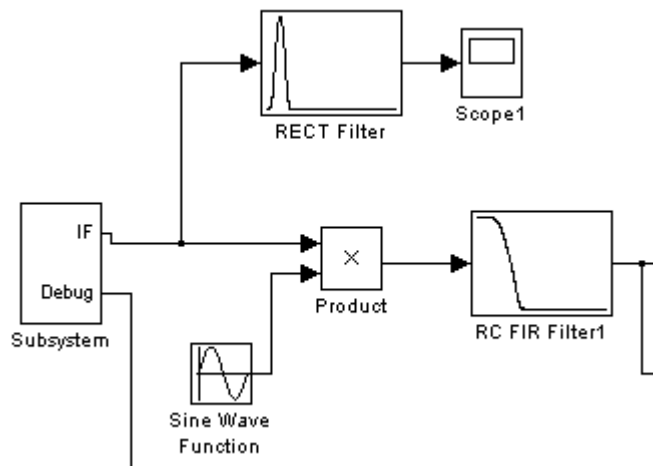 RECT Filter
Scope1
IF
Debug
Subsystem
×
Product
RC FIR Filter1
Sine Wave
Function